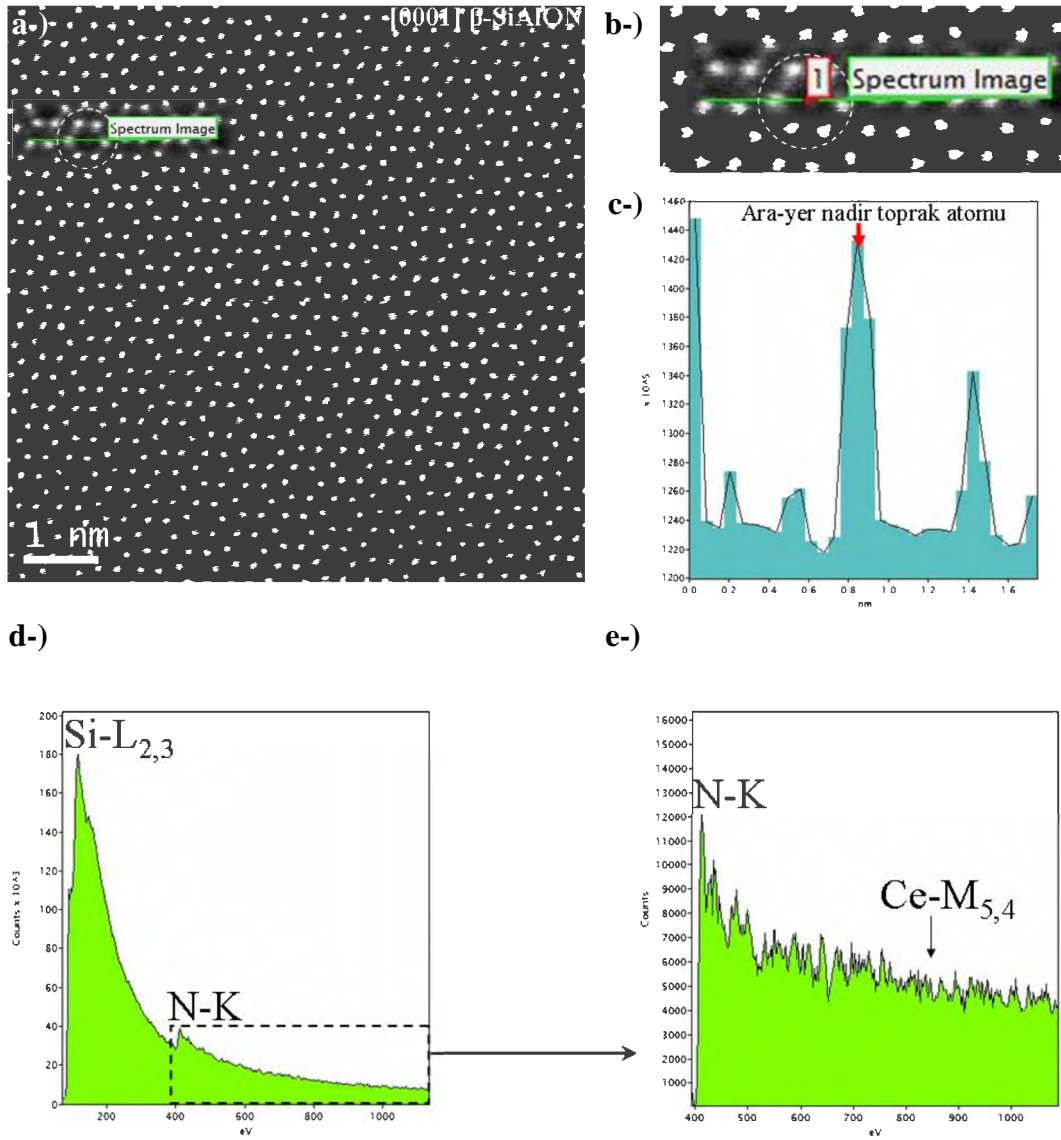 a-)
[0001] β-SiAlON
Spectrum Image
1 nm
b-)
1
Spectrum Image
c-)
Ara-yer nadir toprak atomu
1460
1440
1420
1400
1380
1360
1340
1320
1300
1280
1260
1240
1220
1200
x 10^5
0.0 0.2 0.4 0.6 0.8 1.0 1.2 1.4 1.6
nm
d-)
200
180
160
140
120
100
80
60
40
20
0
Counts x 10^3
Si-L2,3
N-K
200 400 600 800 1000
eV
e-)
16000
15000
14000
13000
12000
11000
10000
9000
8000
7000
6000
5000
4000
3000
2000
1000
Counts
N-K
Ce-M5,4
400 500 600 700 800 900 1000
eV